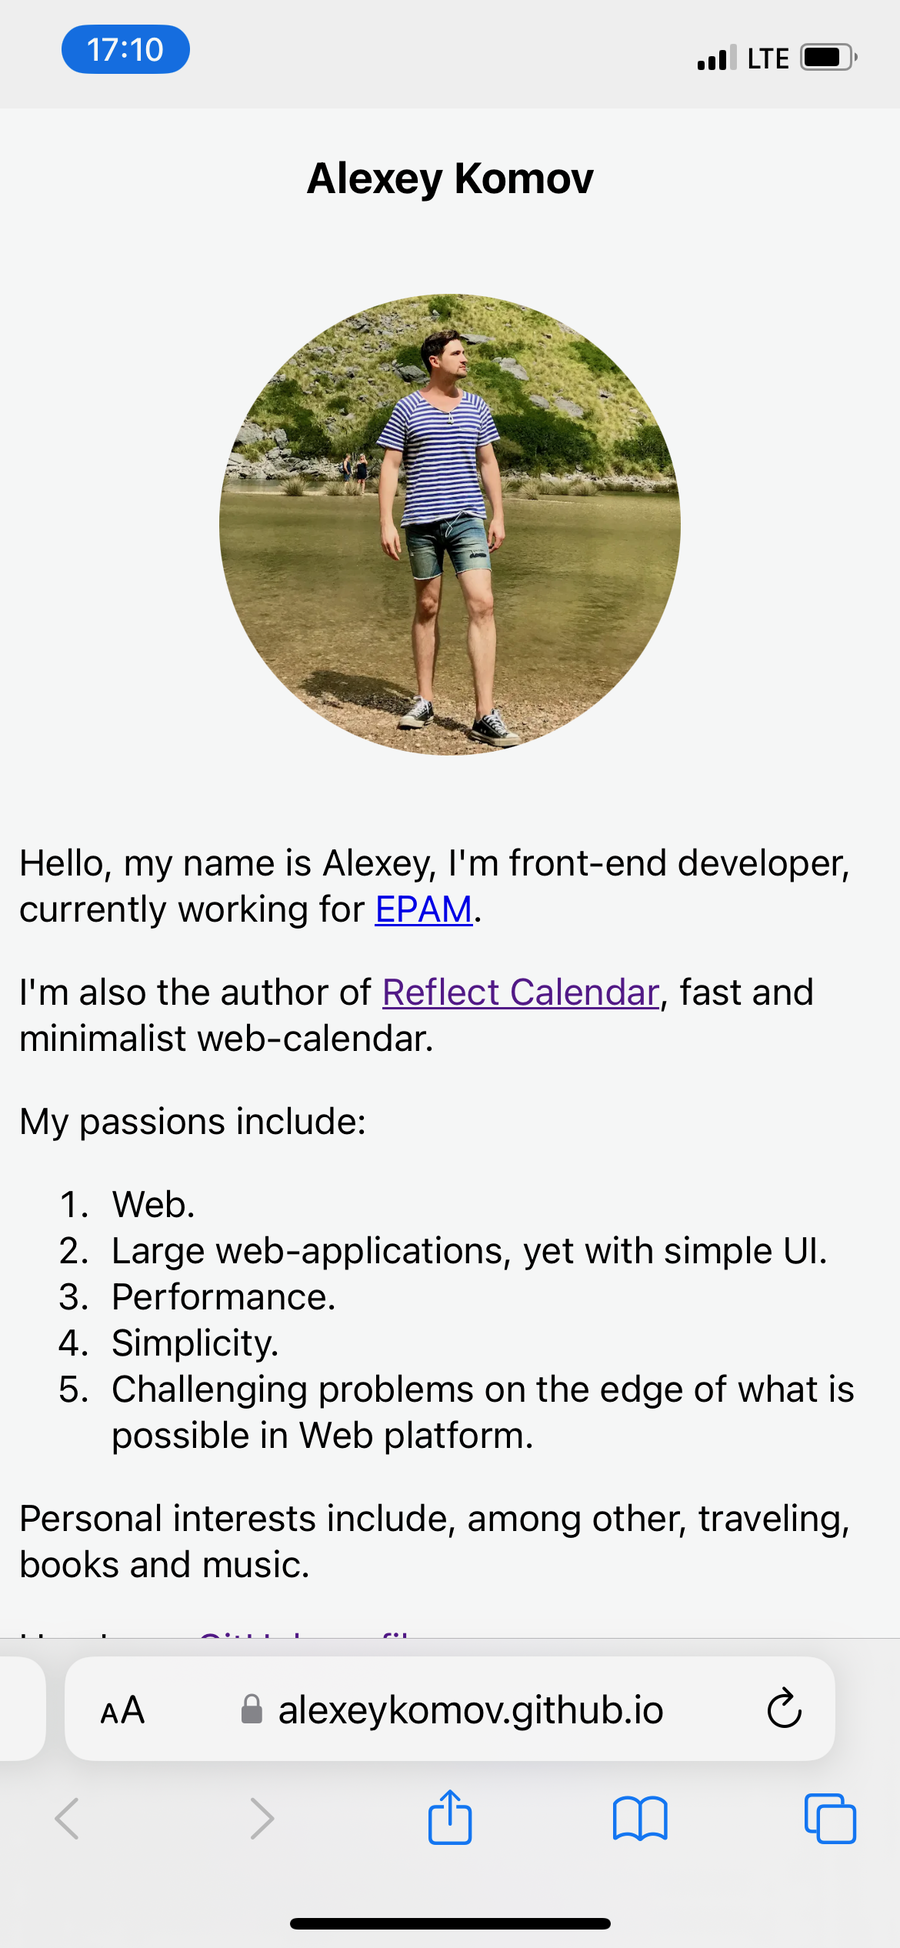 17:10
LTE
Alexey Komov
Hello, my name is Alexey, I'm front-end developer,
currently working for EPAM.
I'm also the author of Reflect Calendar, fast and
minimalist web-calendar.
My passions include:
1. Web.
2. Large web-applications, yet with simple UI.
3. Performance.
4. Simplicity.
5. Challenging problems on the edge of what is
possible in Web platform.
Personal interests include, among other, traveling,
books and music.
AA
alexeykomov.github.io